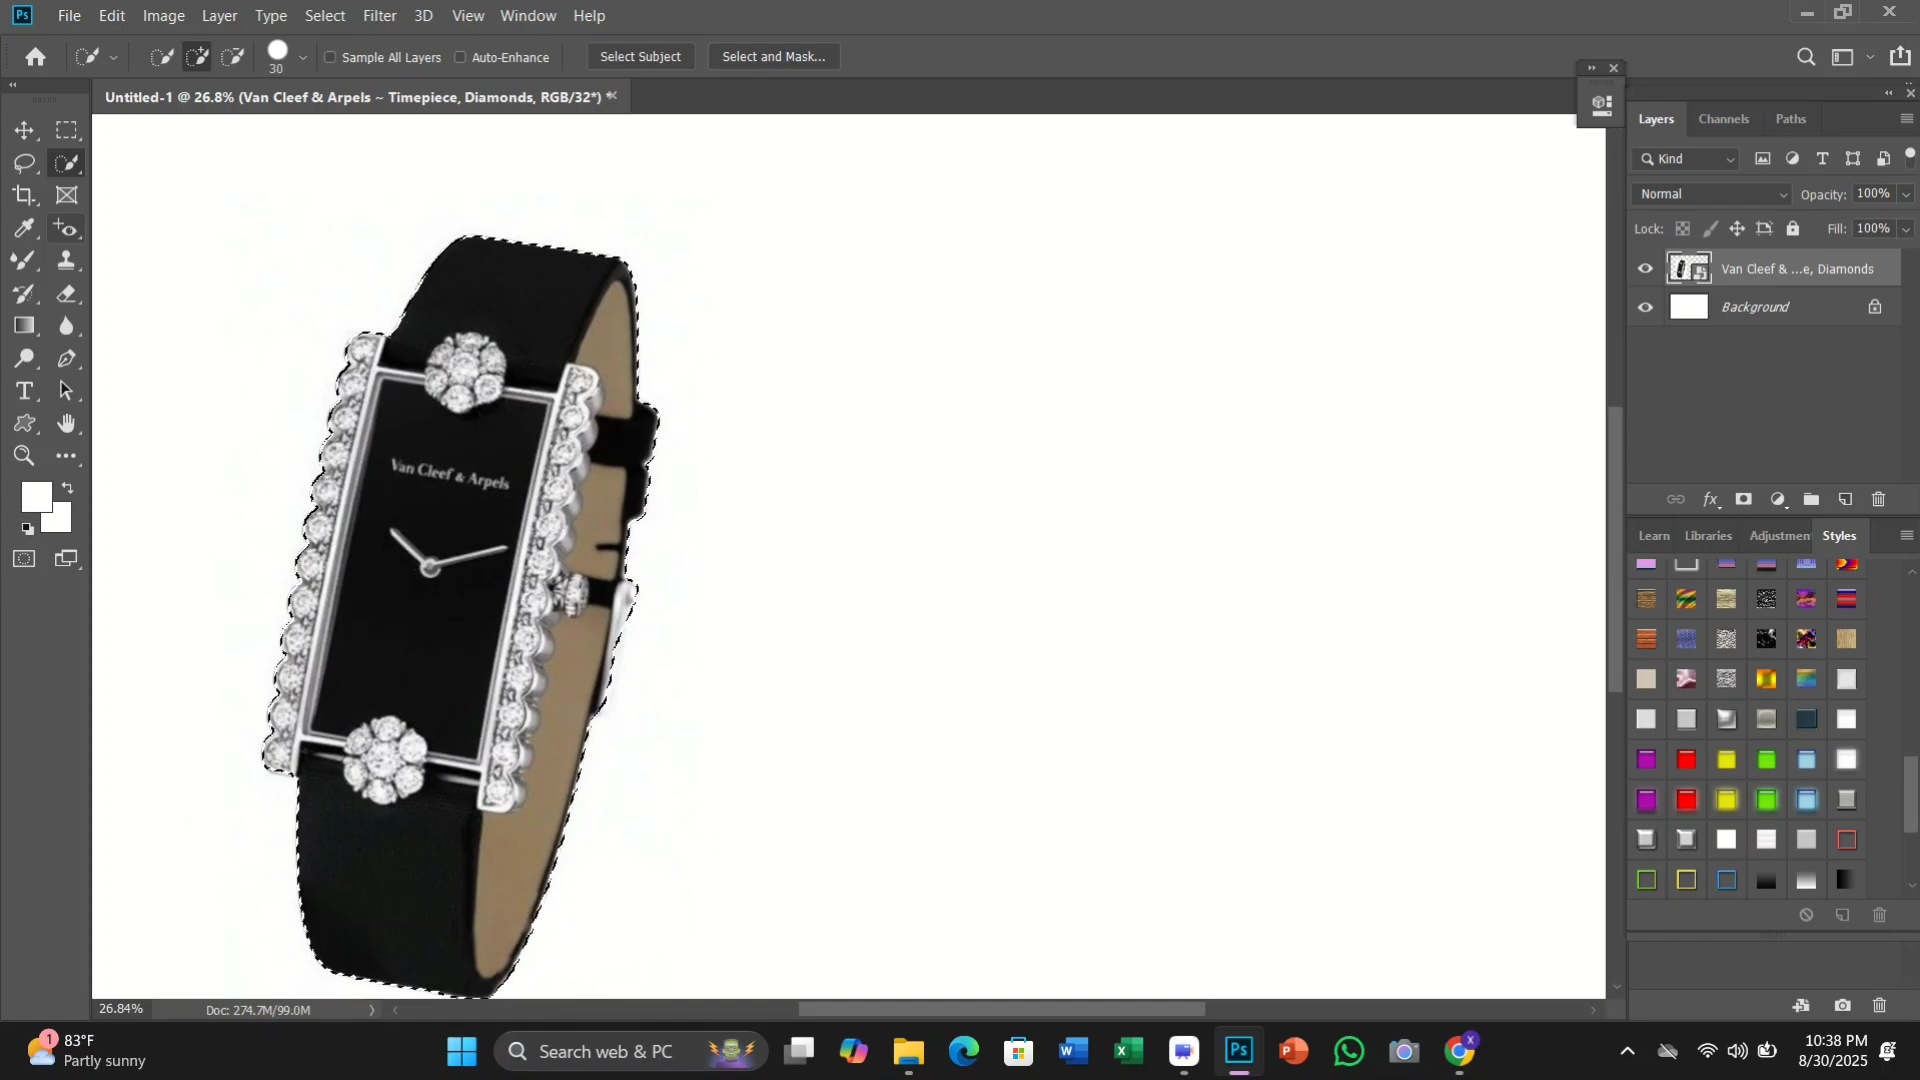 Ps File Edit Image Layer Type Select Filter 3D View Window Help
30 Sample All Layers Auto-Enhance Select Subject Select and Mask...
Untitled-1 @ 26.8% (Van Cleef & Arpels ~ Timepiece, Diamonds, RGB/32*) *
Layers Channels Paths
Kind
Normal Opacity: 100%
Lock: Fill: 100%
Van Cleef & ...e, Diamonds
Background
fx
Learn Libraries Adjustmen Styles
Van Cleef & Arpels
26.84% Doc: 274.7M/99.0M
1 83°F
Partly sunny
Search web & PC
10:38 PM
8/30/2025